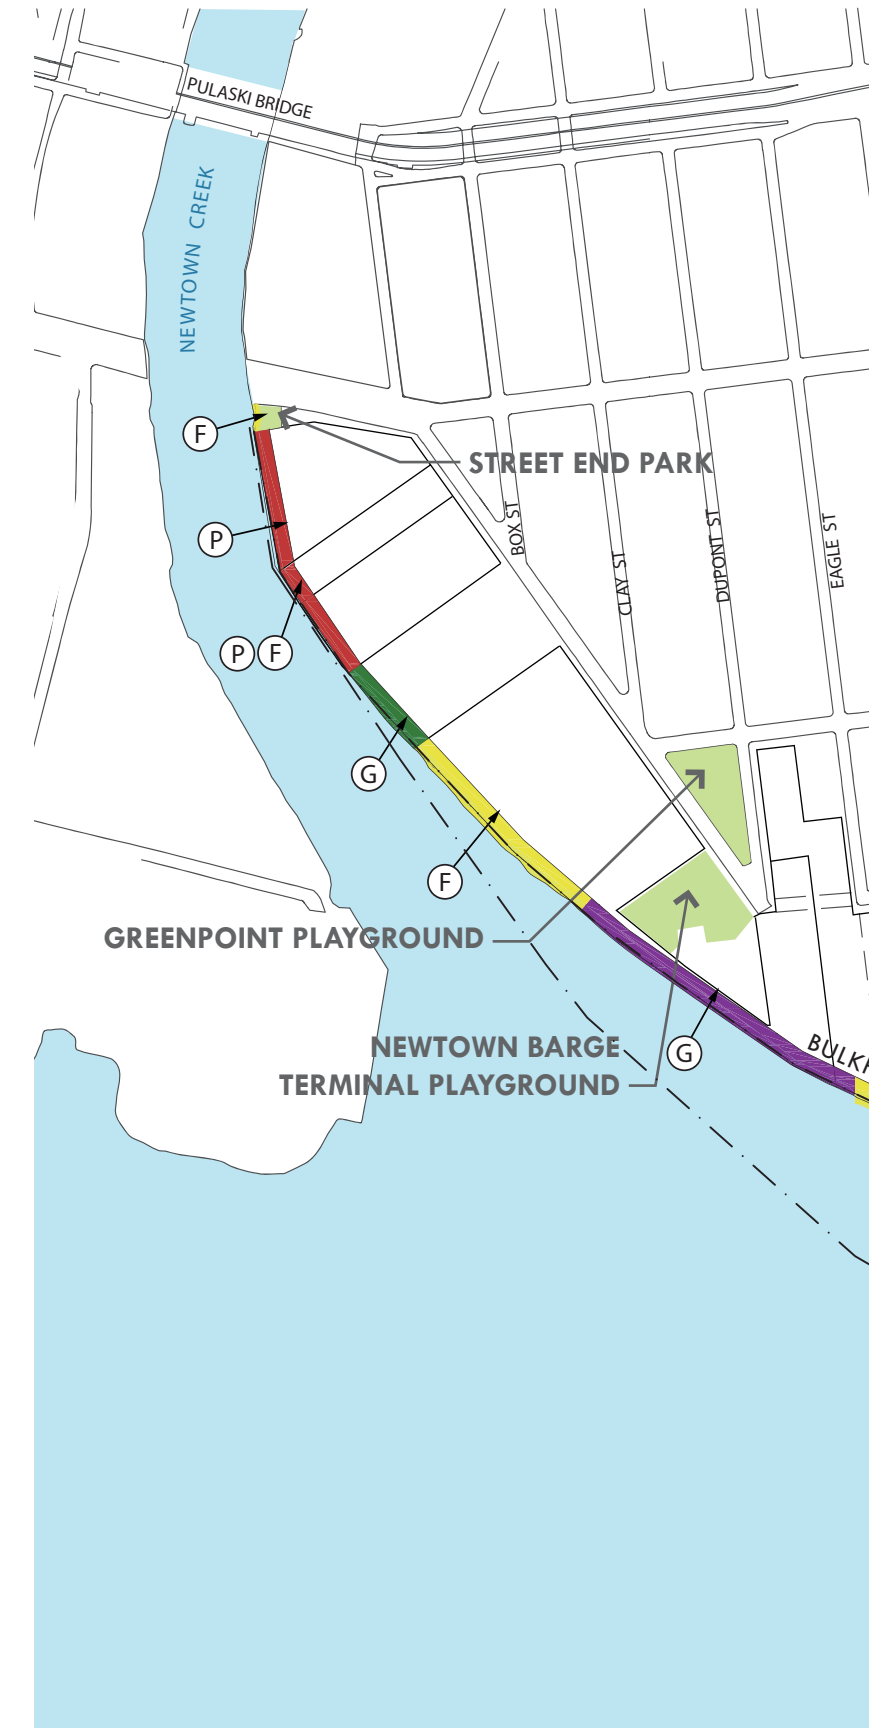 PULASKI BRIDGE
NEWTOWN CREEK
F
STREET END PARK
BOX ST
P
CLAY ST
DUPONT ST
EAGLE ST
P F
G
F
GREENPOINT PLAYGROUND
NEWTOWN BARGE
TERMINAL PLAYGROUND
G